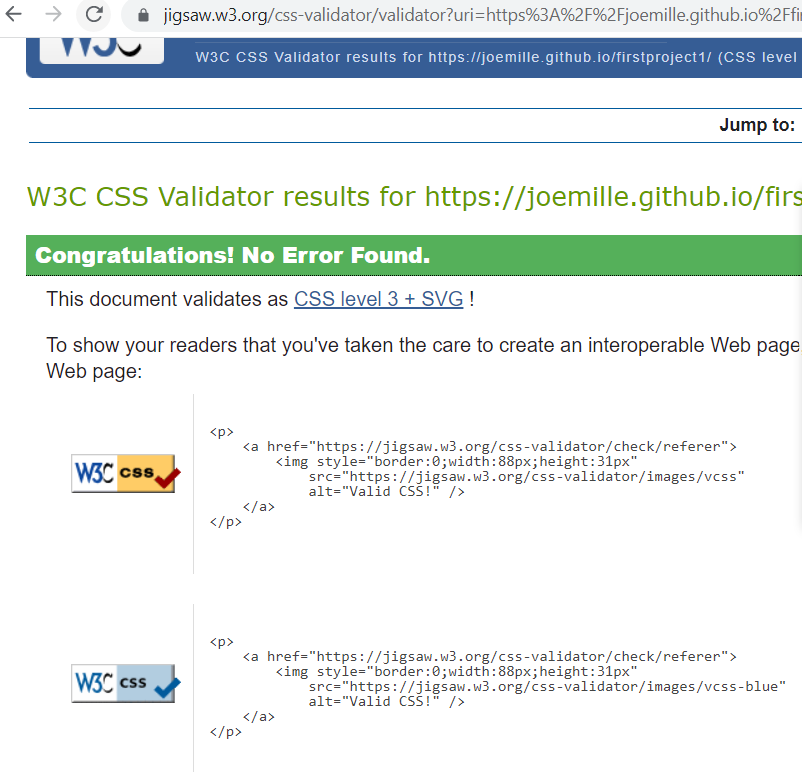 jigsaw.w3.org/css-validator/validator?uri=https%3A%2F%2Fjoemille.github.io%2Ffi
W3C
W3C CSS Validator results for https://joemille.github.io/firstproject1/ (CSS level
Jump to:
W3C CSS Validator results for https://joemille.github.io/firs
Congratulations! No Error Found.
This document validates as CSS level 3 + SVG !
To show your readers that you've taken the care to create an interoperable Web page
Web page:
W3C css
<p>
    <a href="https://jigsaw.w3.org/css-validator/check/referer">
        <img style="border:0;width:88px;height:31px"
            src="https://jigsaw.w3.org/css-validator/images/vcss"
            alt="Valid CSS!" />
    </a>
</p>
W3C css
<p>
    <a href="https://jigsaw.w3.org/css-validator/check/referer">
        <img style="border:0;width:88px;height:31px"
            src="https://jigsaw.w3.org/css-validator/images/vcss-blue"
            alt="Valid CSS!" />
    </a>
</p>